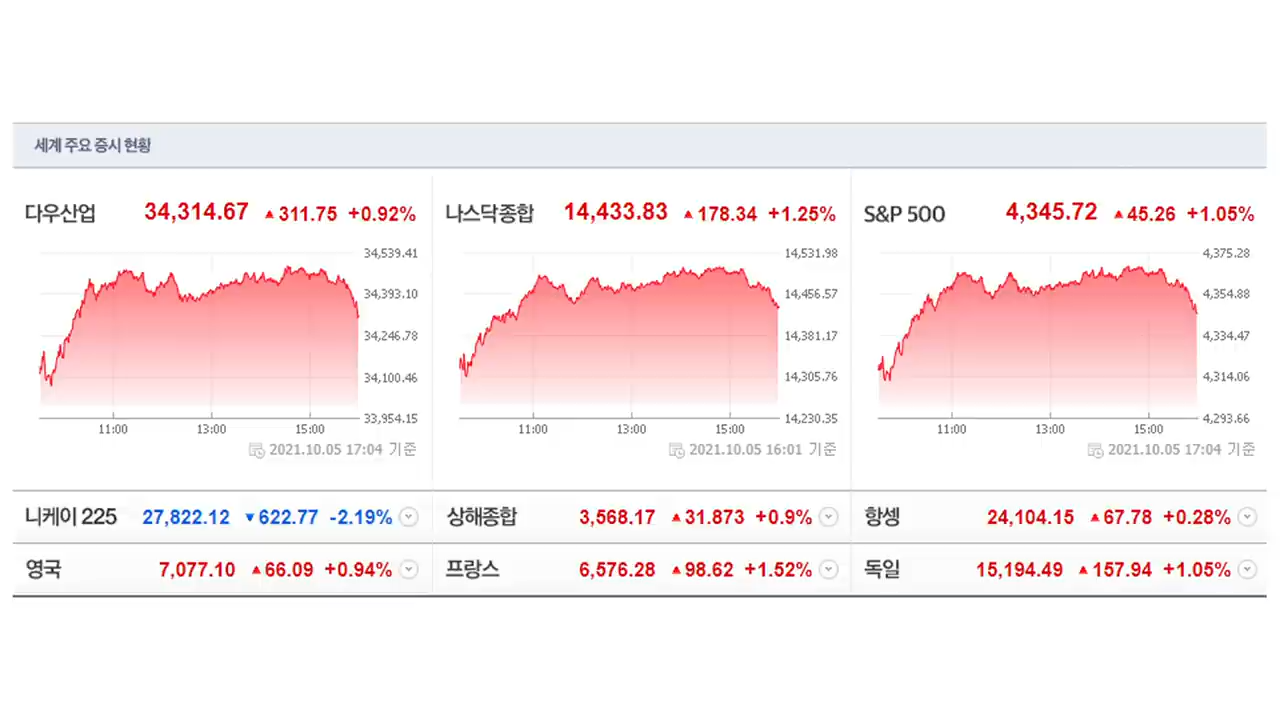 세계 주요 증시 현황
다우산업 34,314.67 ▲311.75 +0.92%
34,539.41
34,393.10
34,246.78
34,100.46
33,954.15
11:00 13:00 15:00
2021.10.05 17:04 기준
나스닥종합 14,433.83 ▲178.34 +1.25%
14,531.98
14,456.57
14,381.17
14,305.76
14,230.35
11:00 13:00 15:00
2021.10.05 16:01 기준
S&P 500 4,345.72 ▲45.26 +1.05%
4,375.28
4,354.88
4,334.47
4,314.06
4,293.66
11:00 13:00 15:00
2021.10.05 17:04 기준
니케이 225 27,822.12 ▼622.77 -2.19%
상해종합 3,568.17 ▲31.873 +0.9%
항셍 24,104.15 ▲67.78 +0.28%
영국 7,077.10 ▲66.09 +0.94%
프랑스 6,576.28 ▲98.62 +1.52%
독일 15,194.49 ▲157.94 +1.05%